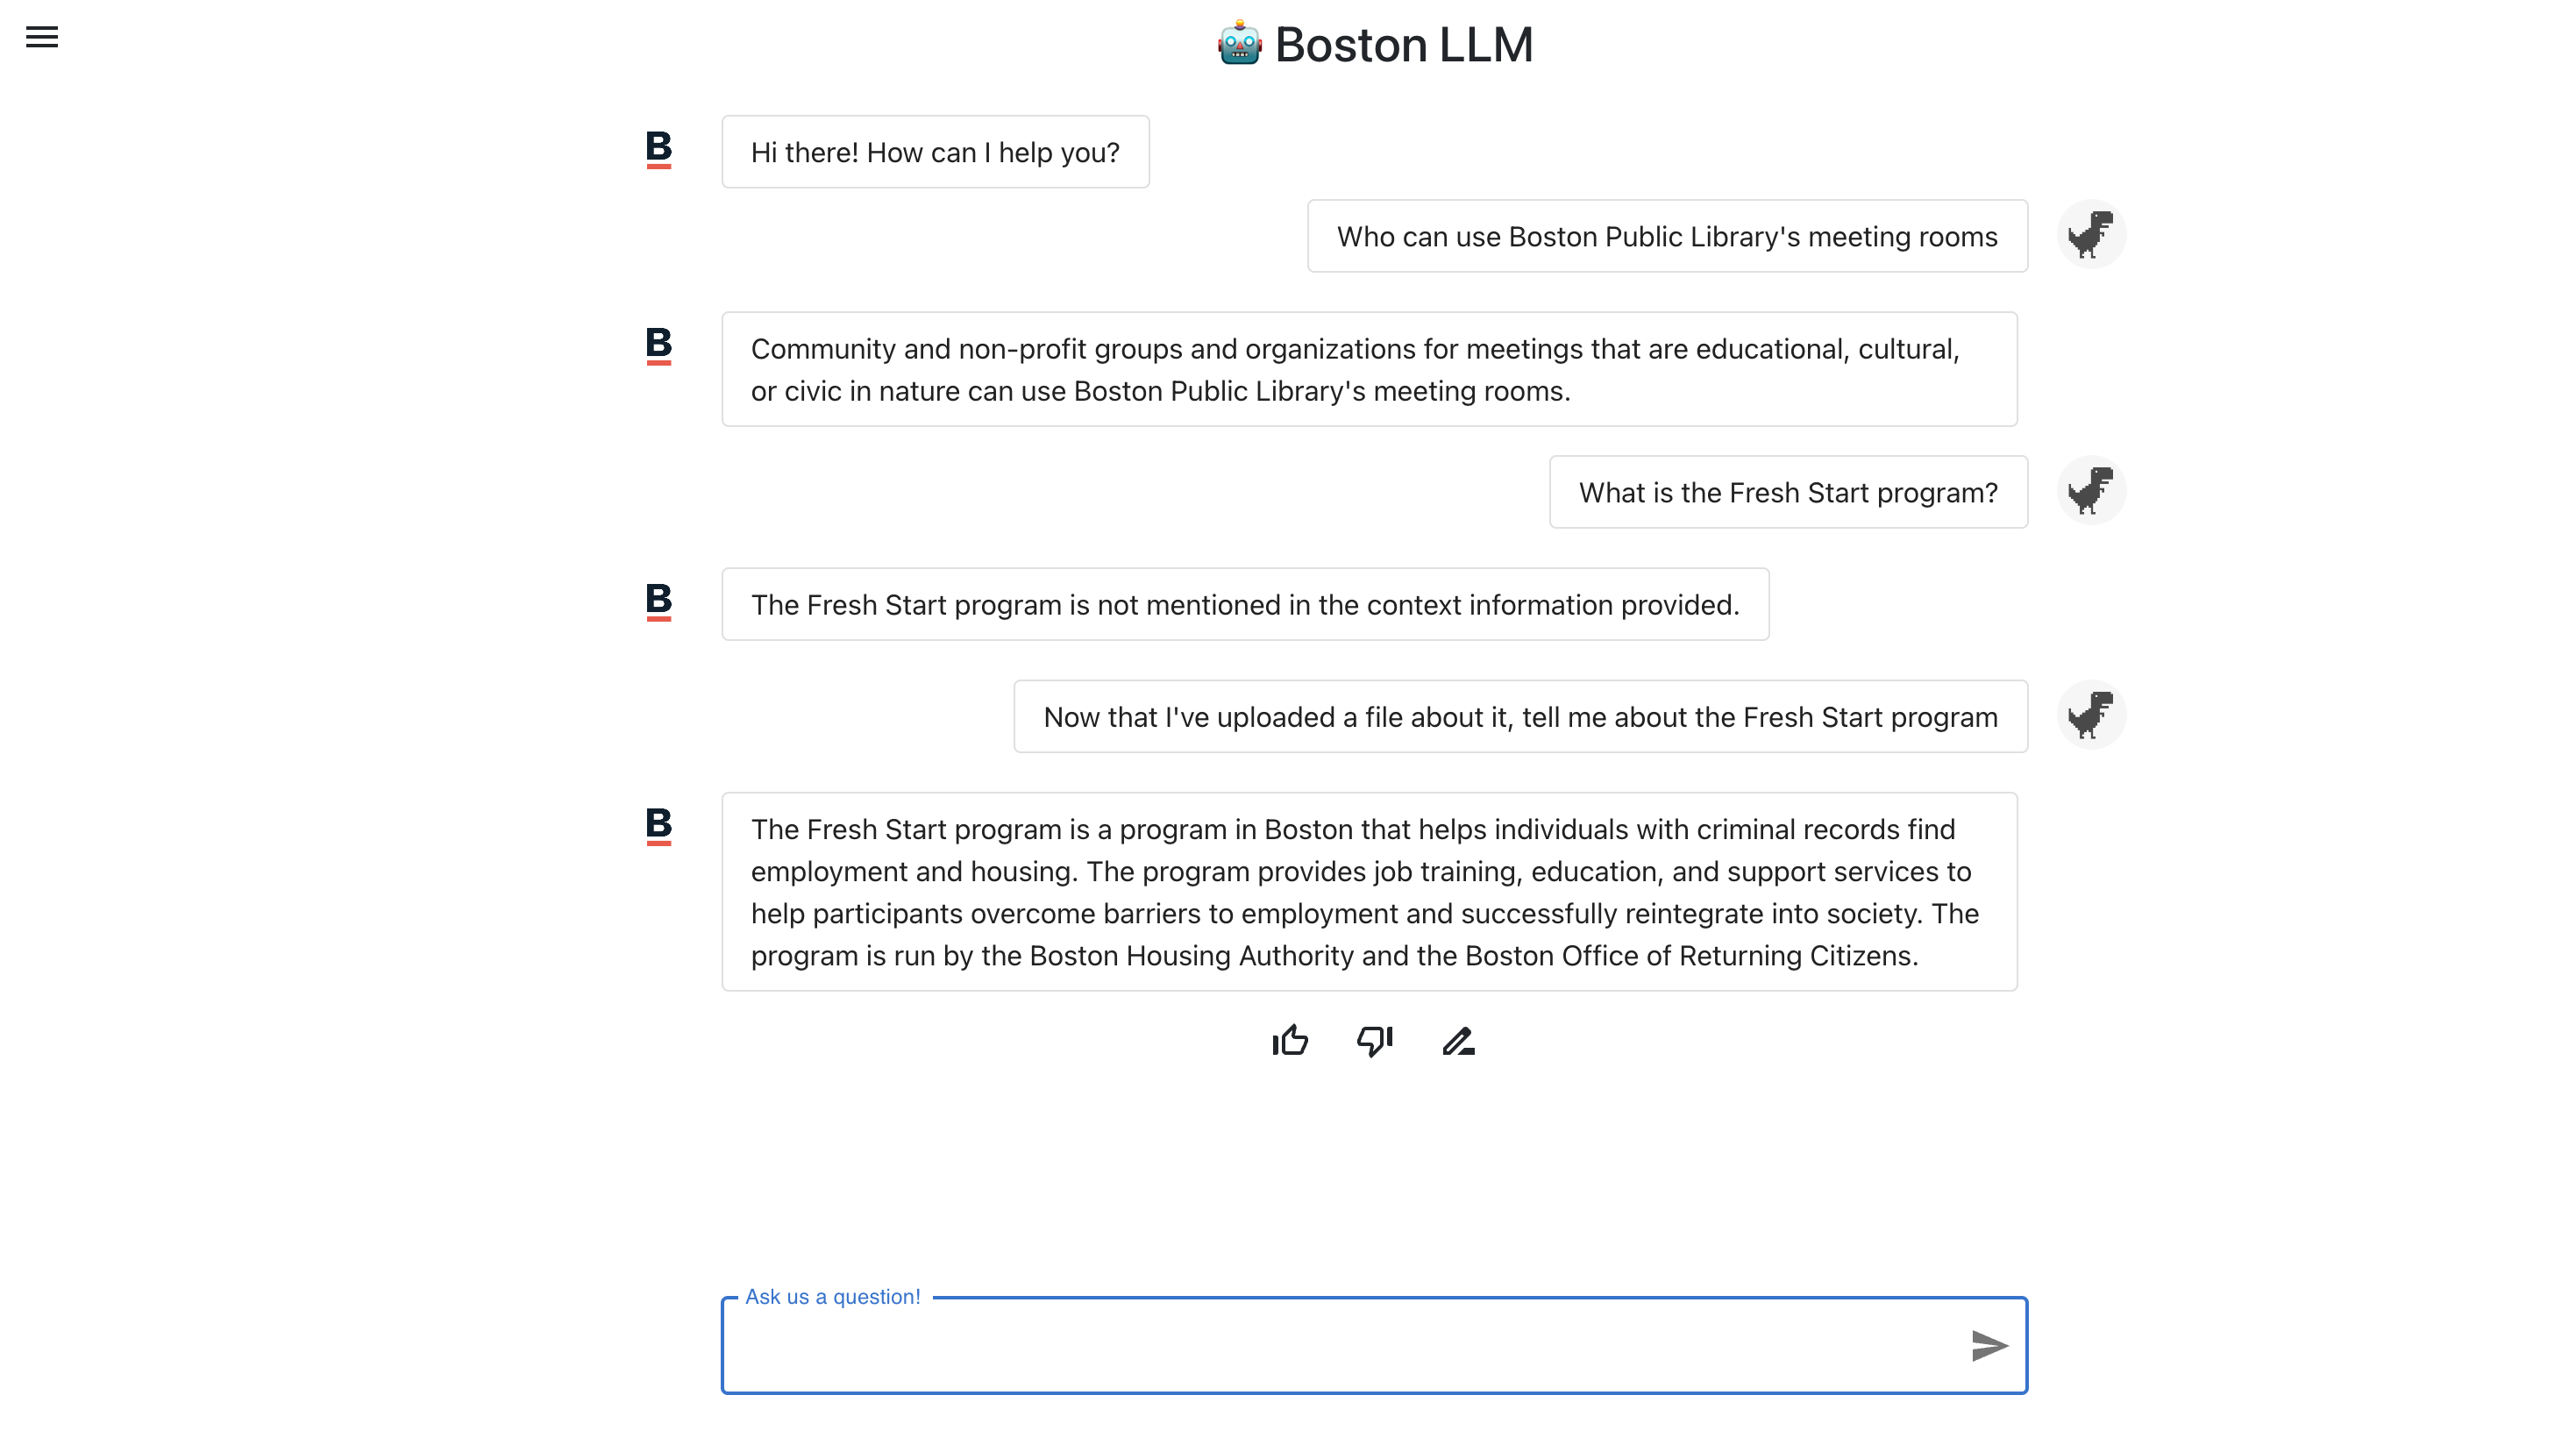 🤖 Boston LLM
B
Hi there! How can I help you?
Who can use Boston Public Library's meeting rooms
B
Community and non-profit groups and organizations for meetings that are educational, cultural,
or civic in nature can use Boston Public Library's meeting rooms.
What is the Fresh Start program?
B
The Fresh Start program is not mentioned in the context information provided.
Now that I've uploaded a file about it, tell me about the Fresh Start program
B
The Fresh Start program is a program in Boston that helps individuals with criminal records find
employment and housing. The program provides job training, education, and support services to
help participants overcome barriers to employment and successfully reintegrate into society. The
program is run by the Boston Housing Authority and the Boston Office of Returning Citizens.
Ask us a question!